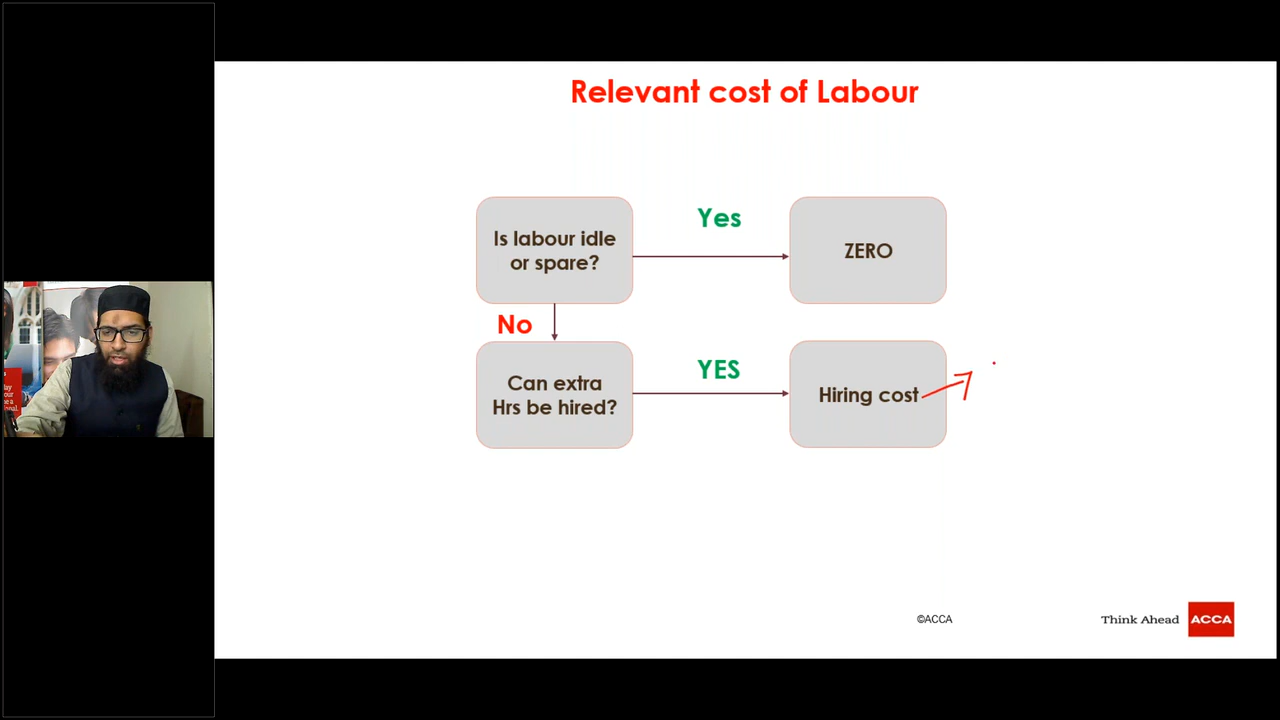 Relevant cost of Labour
Is labour idle
or spare?
Yes
ZERO
No
Can extra
Hrs be hired?
YES
Hiring cost
©ACCA
Think Ahead
ACCA